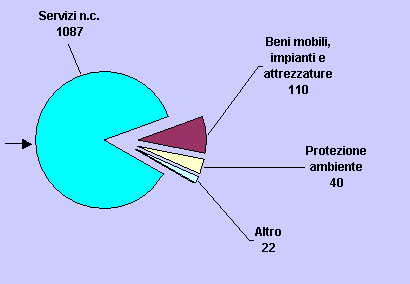 Servizi n.c.
1087
Beni mobili,
impianti e
attrezzature
110
Protezione
ambiente
40
Altro
22